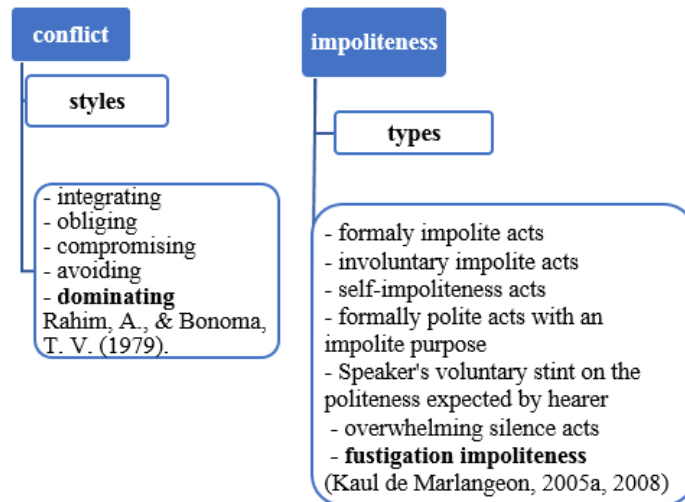 conflict
styles
- integrating
- obliging
- compromising
- avoiding
- dominating
Rahim, A., & Bonoma,
T. V. (1979).
impoliteness
types
- formaly impolite acts
- involuntary impolite acts
- self-impoliteness acts
- formally polite acts with an
impolite purpose
- Speaker's voluntary stint on the
politeness expected by hearer
- overwhelming silence acts
- fustigation impoliteness
(Kaul de Marlangeon, 2005a, 2008)